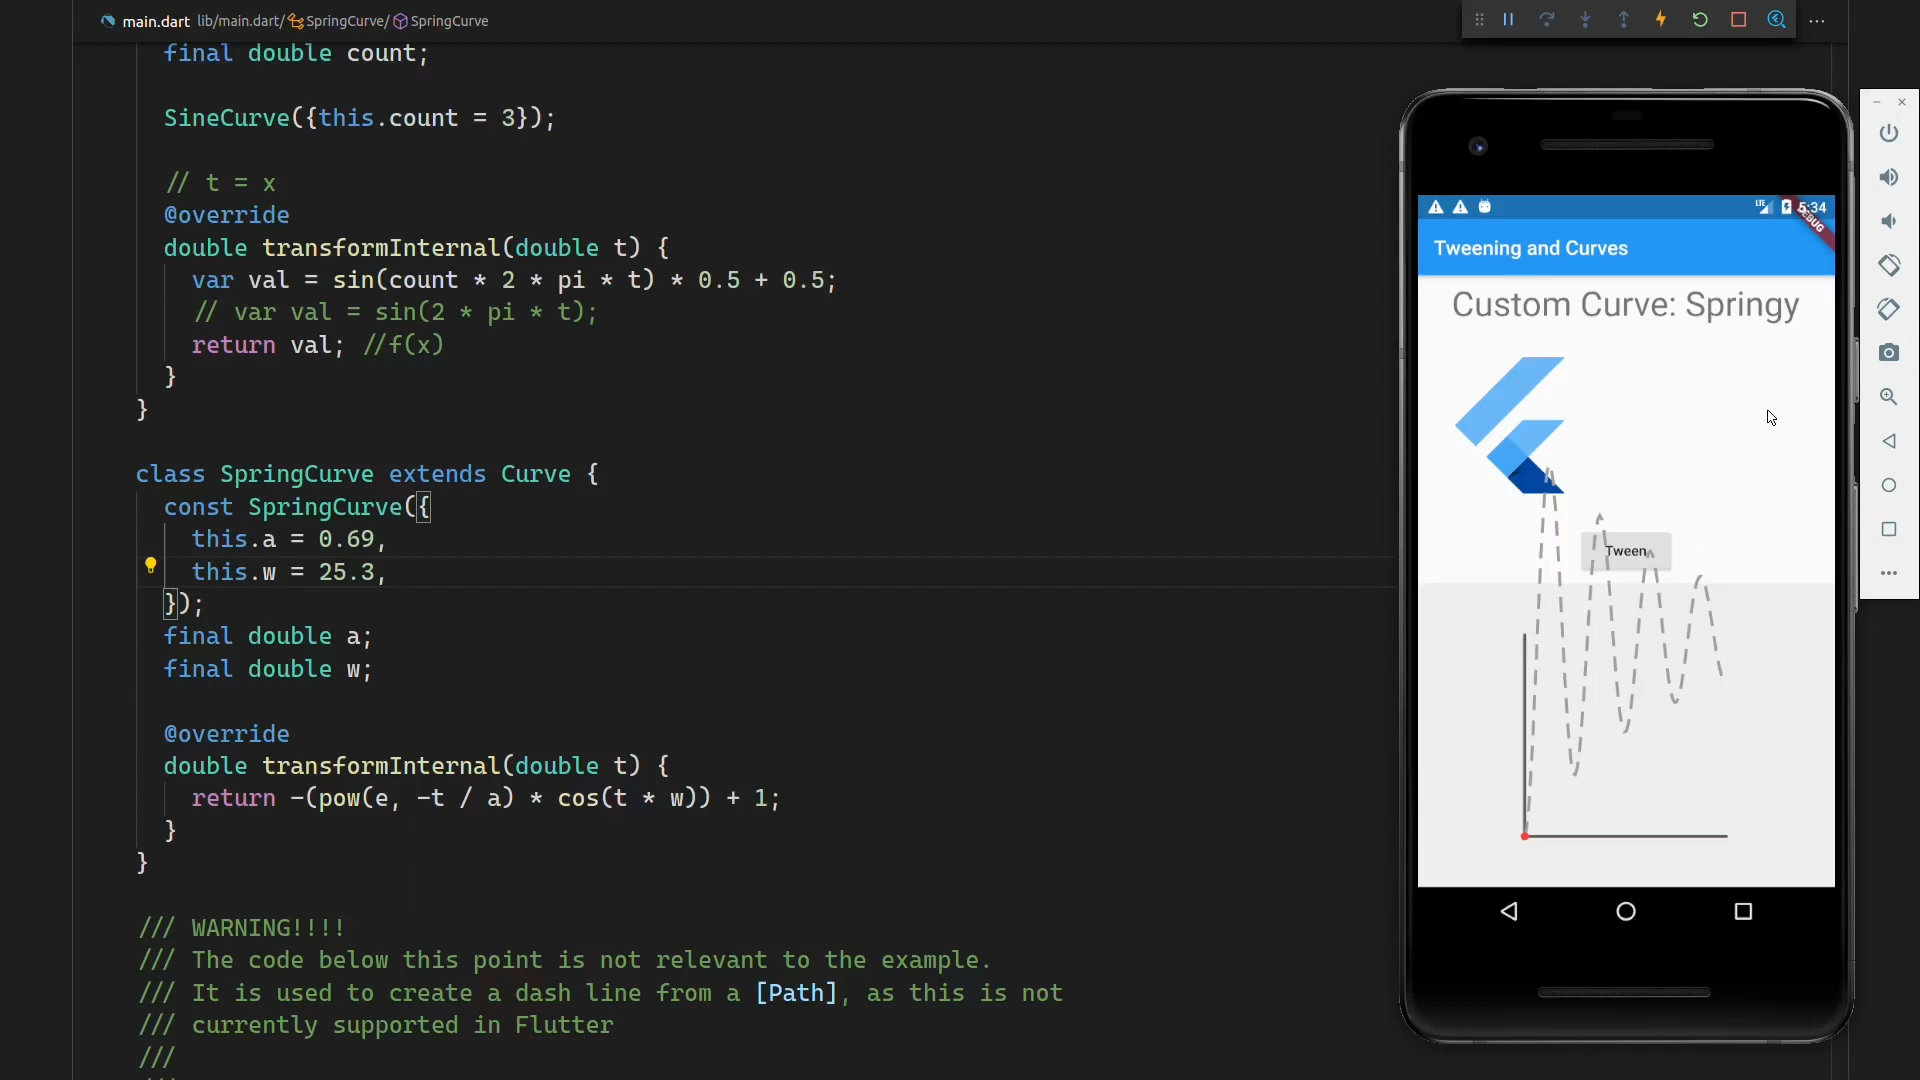 main.dart lib/main.dart/ SpringCurve/ SpringCurve
final double count;
SineCurve({this.count = 3});
// t = x
@override
double transformInternal(double t) {
var val = sin(count * 2 * pi * t) * 0.5 + 0.5;
// var val = sin(2 * pi * t);
return val; //f(x)
}
}
class SpringCurve extends Curve {
const SpringCurve({
this.a = 0.69,
this.w = 25.3,
});
final double a;
final double w;
@override
double transformInternal(double t) {
return -(pow(e, -t / a) * cos(t * w)) + 1;
}
}
/// WARNING!!!!
/// The code below this point is not relevant to the example.
/// It is used to create a dash line from a [Path], as this is not
/// currently supported in Flutter
///
LTE 5:34
DEBUG
Tweening and Curves
Custom Curve: Springy
Tween